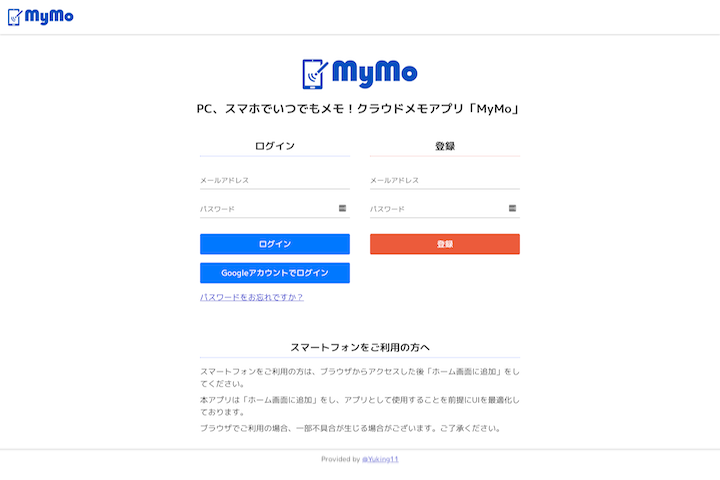 MyMo
MyMo
PC、スマホでいつでもメモ！クラウドメモアプリ「MyMo」
ログイン
メールアドレス
パスワード
ログイン
Googleアカウントでログイン
パスワードをお忘れですか？
登録
メールアドレス
パスワード
登録
スマートフォンをご利用の方へ
スマートフォンをご利用の方は、ブラウザからアクセスした後「ホーム画面に追加」をし
てください。
本アプリは「ホーム画面に追加」をし、アプリとして使用することを前提にUIを最適化し
ております。
ブラウザでご利用の場合、一部不具合が生じる場合がございます。ご了承ください。
Provided by @Yuking11